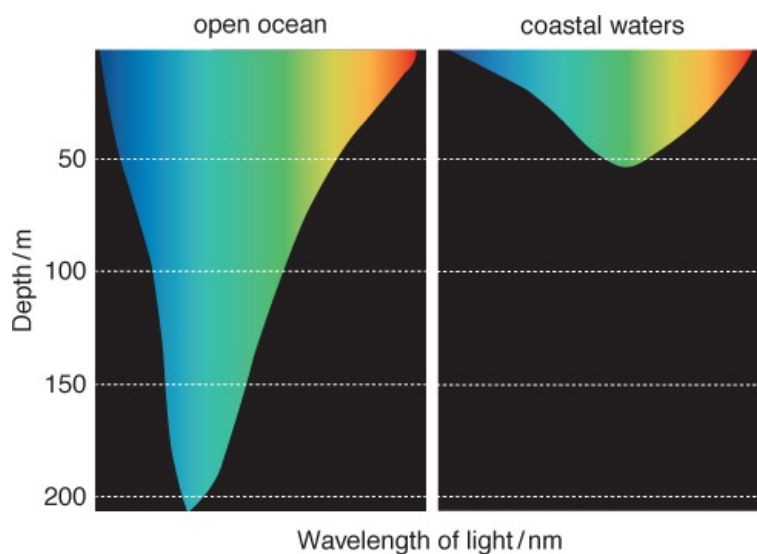 open ocean
coastal waters
Depth/m
50
100
150
200
Wavelength of light/nm